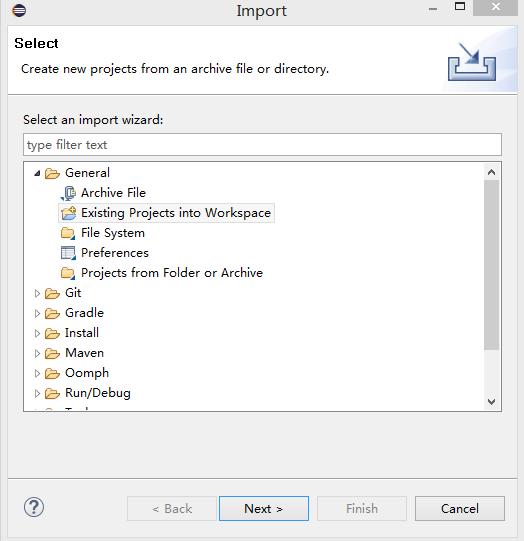 Import
Select
Create new projects from an archive file or directory.
Select an import wizard:
type filter text
General
Archive File
Existing Projects into Workspace
File System
Preferences
Projects from Folder or Archive
Git
Gradle
Install
Maven
Oomph
Run/Debug
< Back
Next >
Finish
Cancel